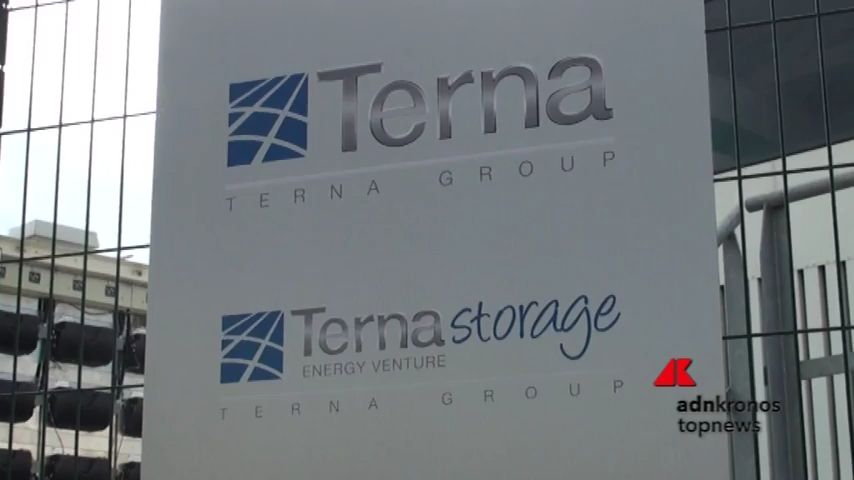 Terna
TERNA GROUP
Terna storage
ENERGY VENTURE
TERNA GROUP
adnkronos
topnews